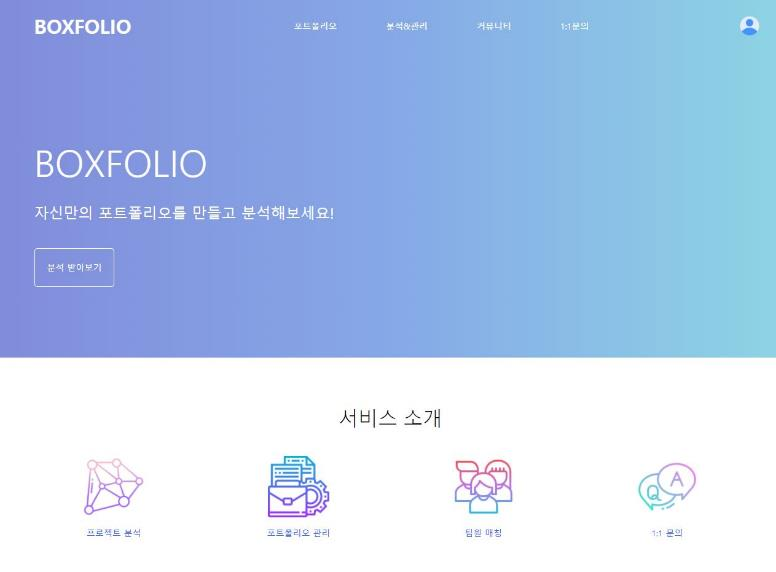 BOXFOLIO
포트폴리오
분석&관리
커뮤니티
1:1문의
BOXFOLIO
자신만의 포트폴리오를 만들고 분석해보세요!
분석 받아보기
서비스 소개
프로젝트 분석
포트폴리오 관리
팀원 매칭
1:1 문의
Q
A